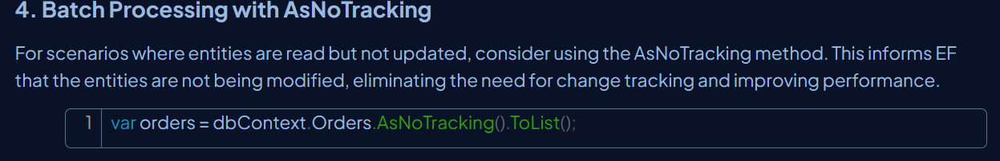 4. Batch Processing with AsNoTracking
For scenarios where entities are read but not updated, consider using the AsNoTracking method. This informs EF
that the entities are not being modified, eliminating the need for change tracking and improving performance.
1 var orders = dbContext.Orders.AsNoTracking().ToList();